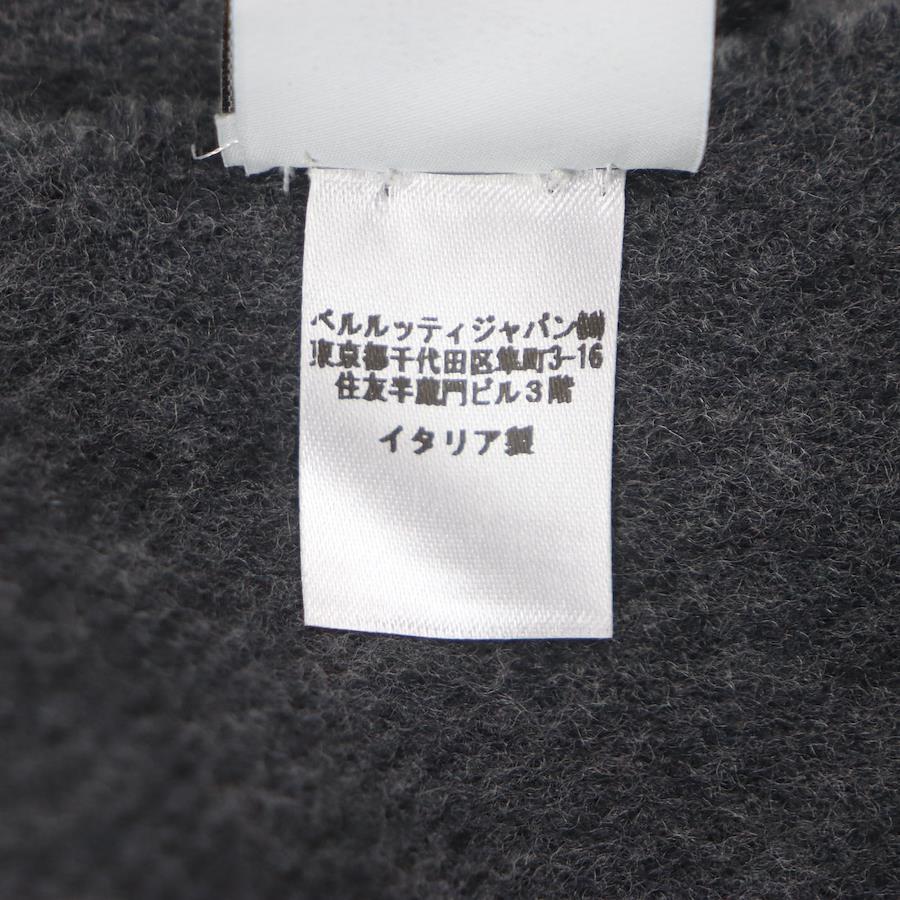 ベルルッティジャパン㈱
東京都千代田区隼町3-16
住友半蔵門ビル３階
イタリア製